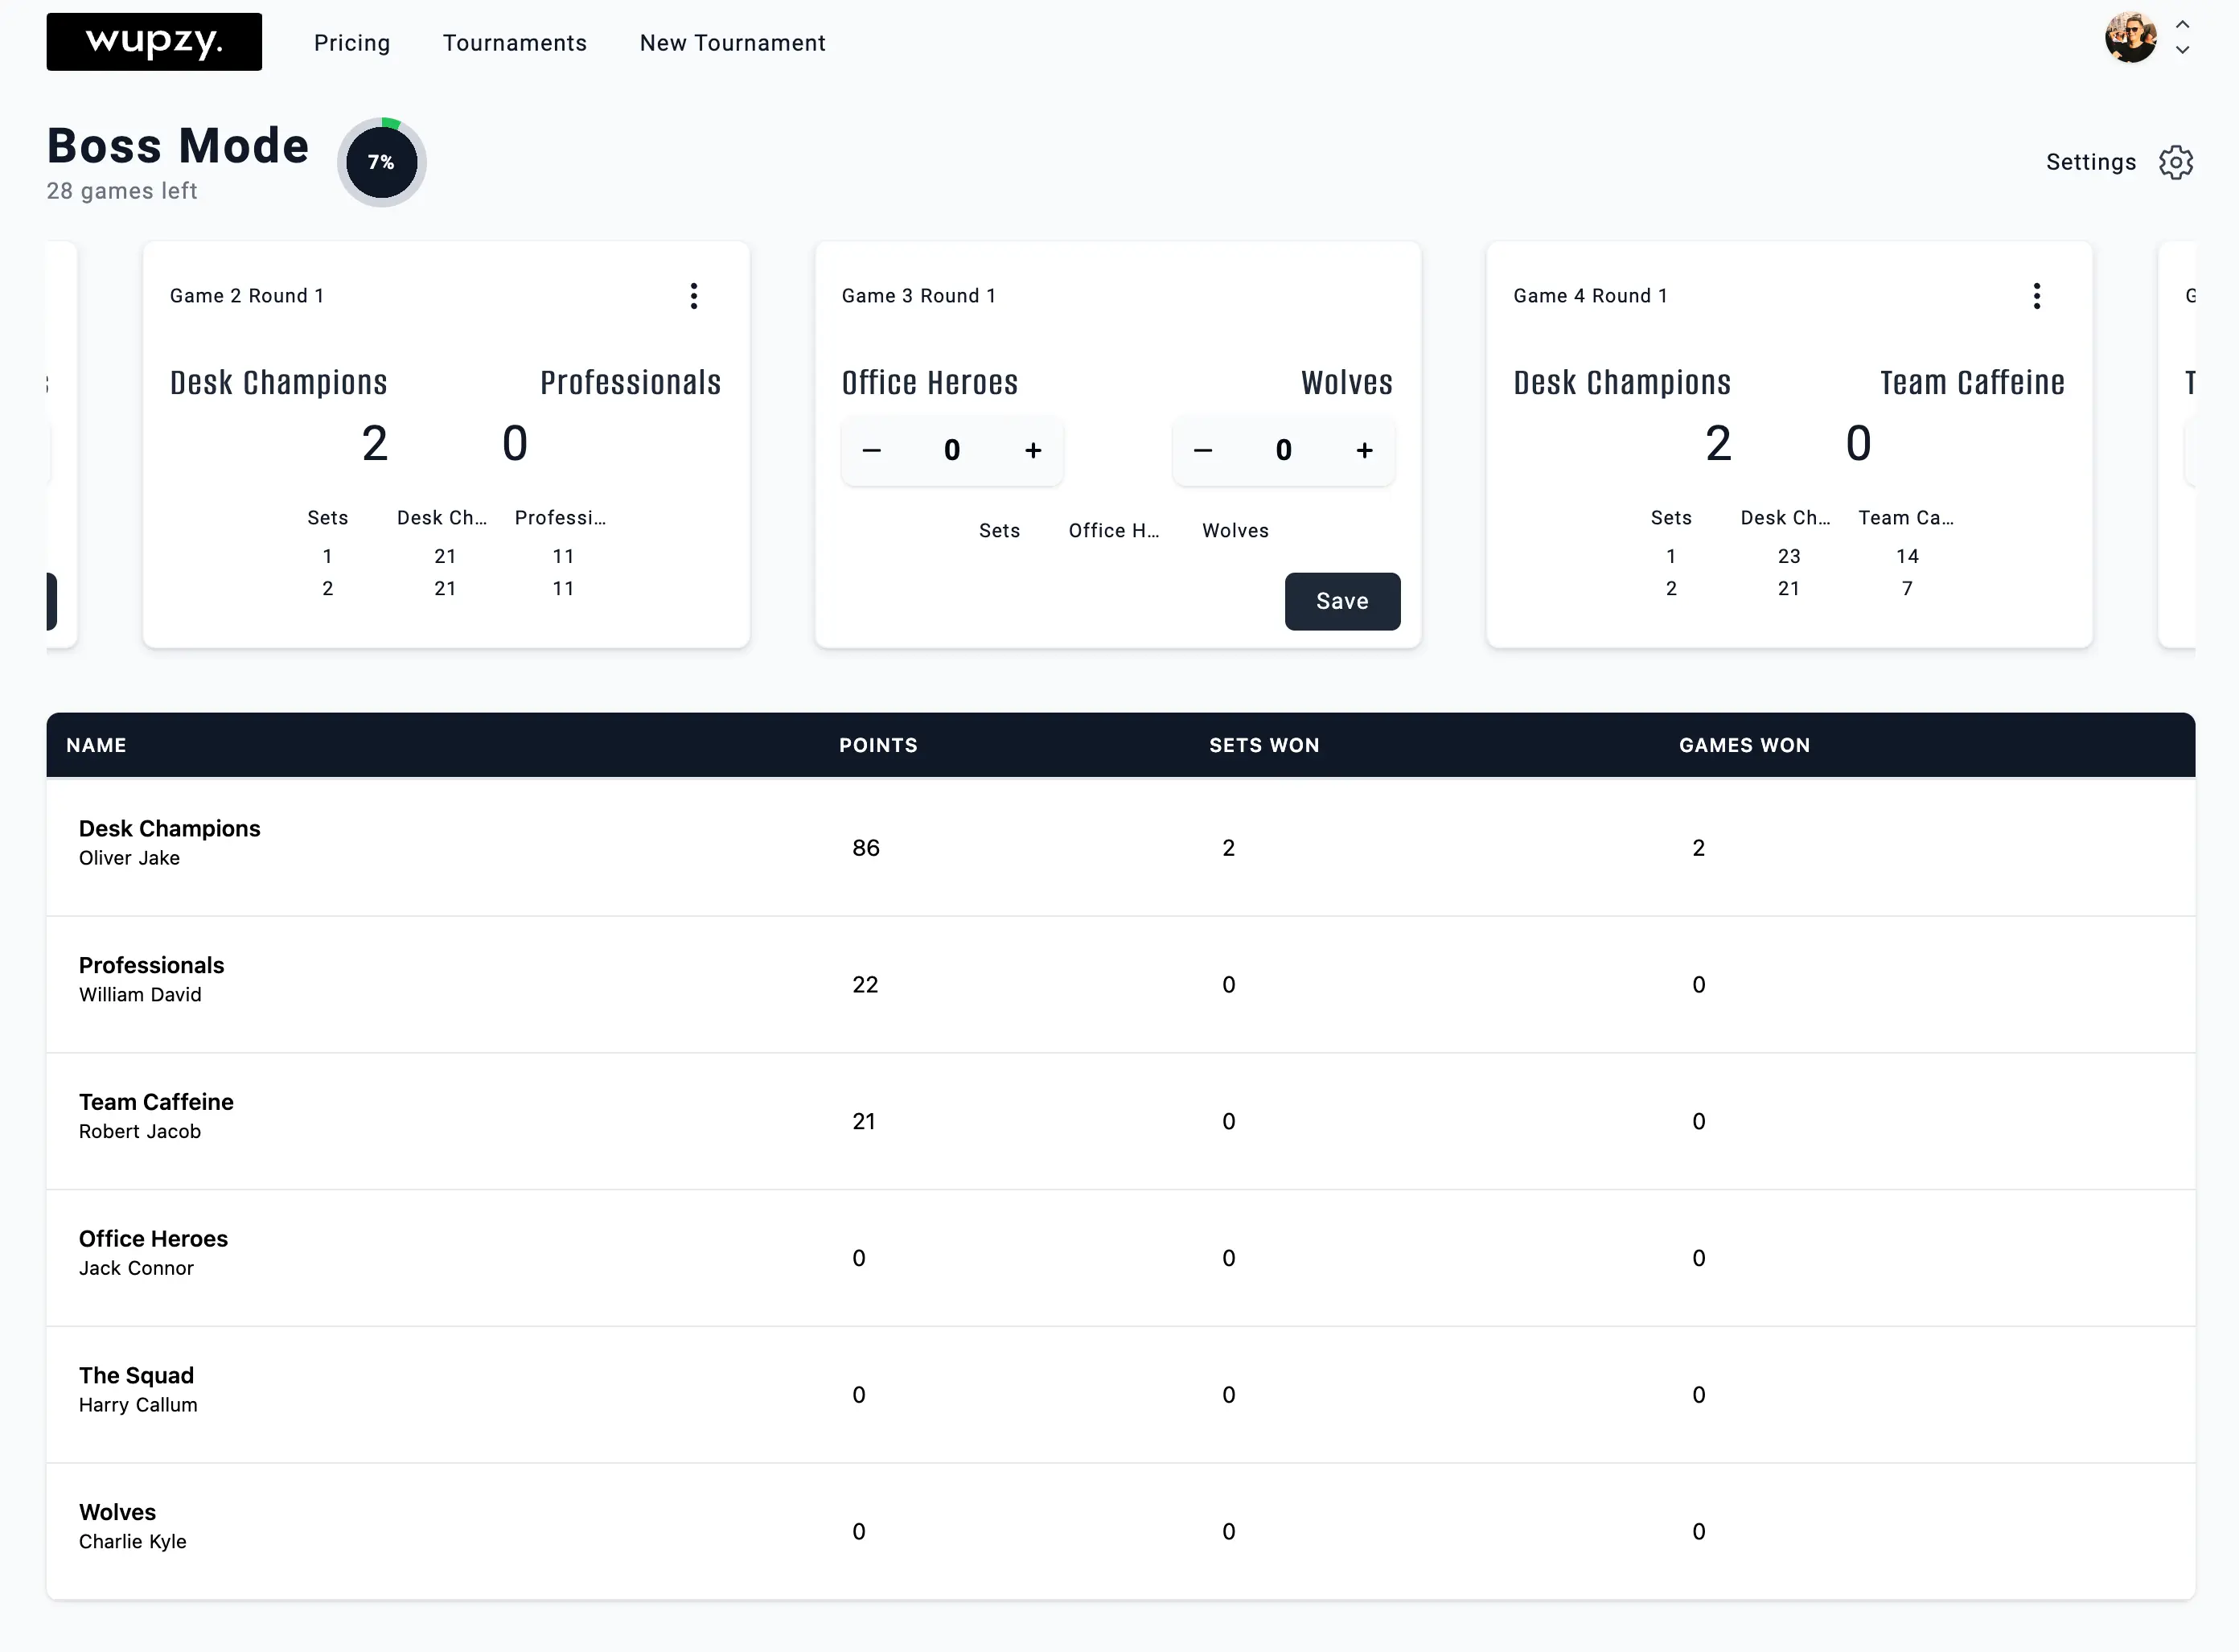 wupzy.
Pricing
Tournaments
New Tournament
Boss Mode
28 games left
7%
Settings
Game 2 Round 1
Desk Champions
Professionals
2
0
Sets Desk Ch... Professi...
1 21 11
2 21 11
Game 3 Round 1
Office Heroes
Wolves
− 0 +
− 0 +
Sets Office H... Wolves
Save
Game 4 Round 1
Desk Champions
Team Caffeine
2
0
Sets Desk Ch... Team Ca...
1 23 14
2 21 7
NAME POINTS SETS WON GAMES WON
Desk Champions
Oliver Jake
86 2 2
Professionals
William David
22 0 0
Team Caffeine
Robert Jacob
21 0 0
Office Heroes
Jack Connor
0 0 0
The Squad
Harry Callum
0 0 0
Wolves
Charlie Kyle
0 0 0